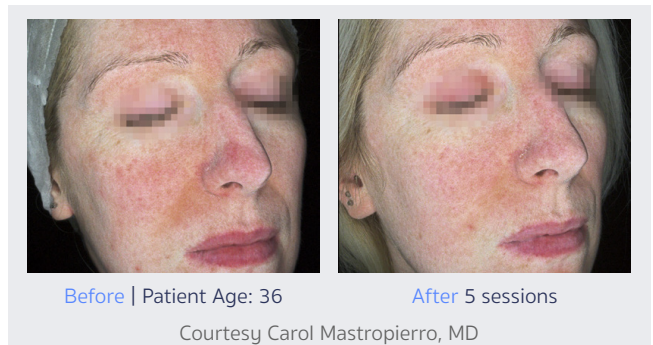 Before | Patient Age: 36
After 5 sessions
Courtesy Carol Mastropierro, MD